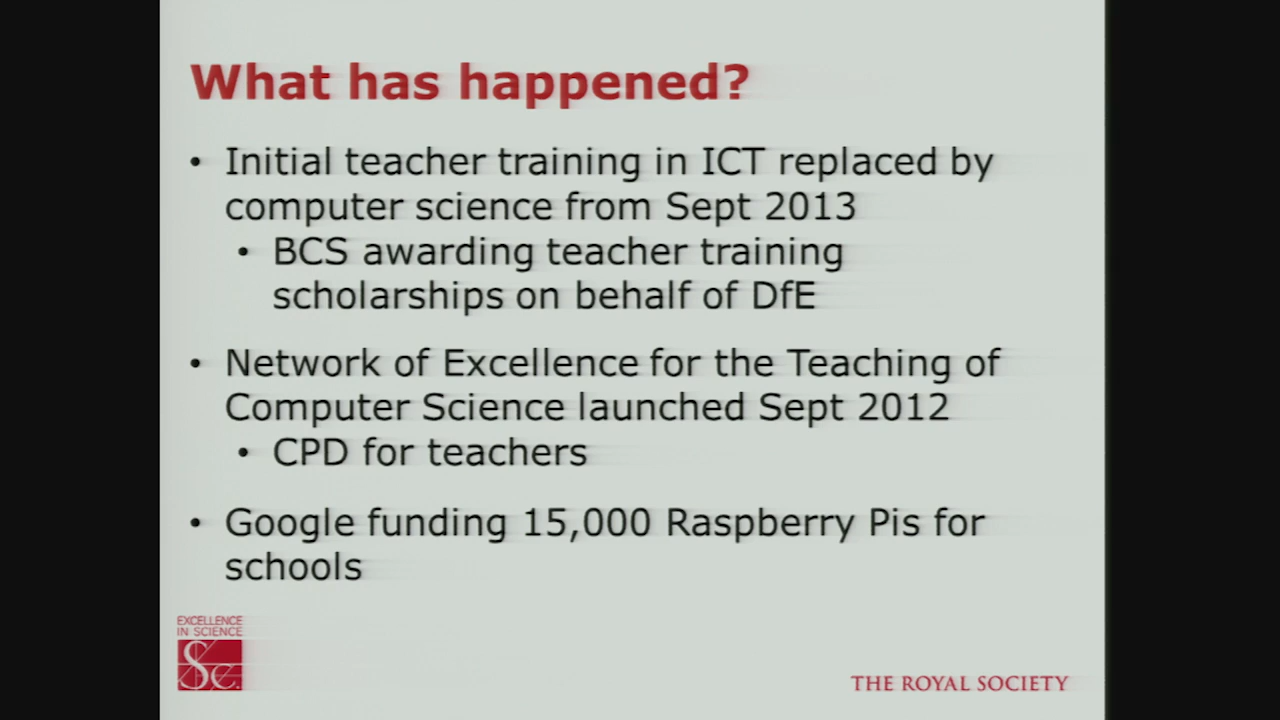 What has happened?
• Initial teacher training in ICT replaced by
computer science from Sept 2013
• BCS awarding teacher training
scholarships on behalf of DfE
• Network of Excellence for the Teaching of
Computer Science launched Sept 2012
• CPD for teachers
• Google funding 15,000 Raspberry Pis for
schools
EXCELLENCE
IN SCIENCE
Sc
THE ROYAL SOCIETY